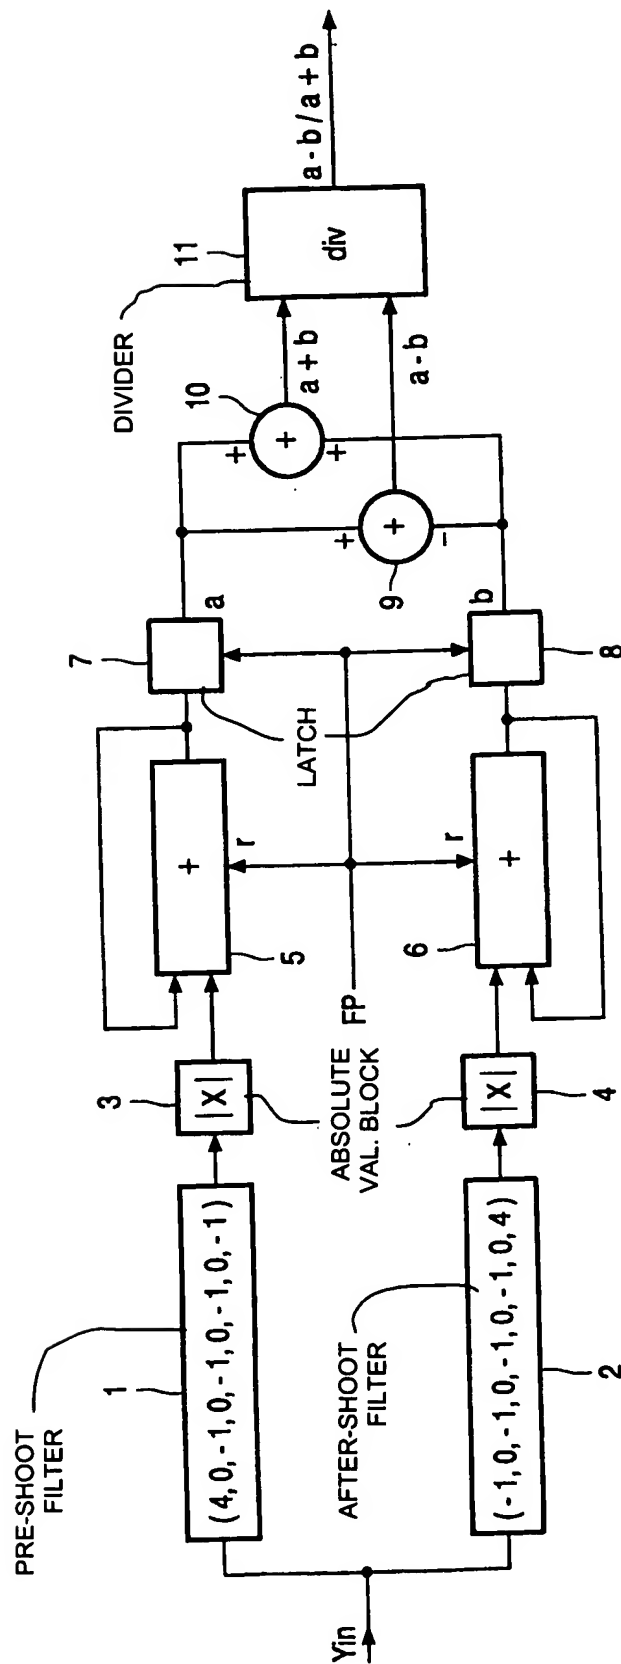 Yin
PRE-SHOOT
FILTER
1
(4,0,-1,0,-1,0,-1,0,-1)
AFTER-SHOOT
FILTER
(-1,0,-1,0,-1,0,-1,0,4)
2
3
|X|
ABSOLUTE
VAL. BLOCK
|X|
4
5
+
r
FP
r
+
6
7
a
LATCH
b
8
+
9
+
-
10
+
+
+
a+b
a-b
DIVIDER
11
div
a-b/a+b